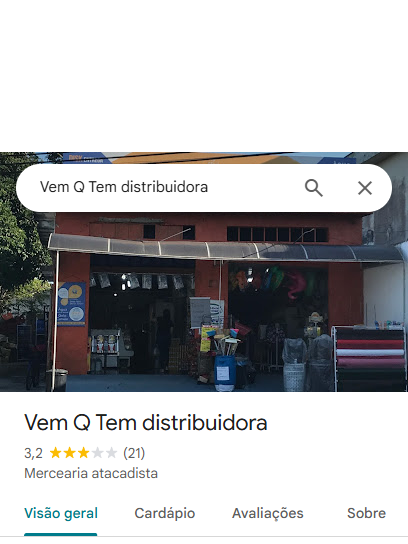 Vem Q Tem distribuidora
Vem Q Tem distribuidora
3,2 (21)
Mercearia atacadista
Visão geral
Cardápio
Avaliações
Sobre